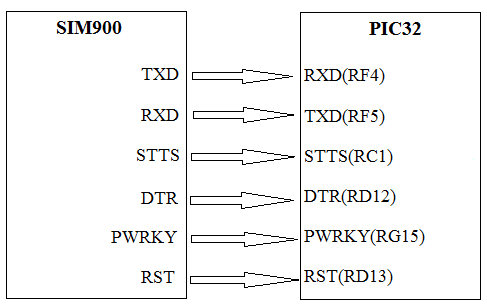 SIM900 PIC32
TXD RXD(RF4)
RXD TXD(RF5)
STTS STTS(RC1)
DTR DTR(RD12)
PWRKY PWRKY(RG15)
RST RST(RD13)